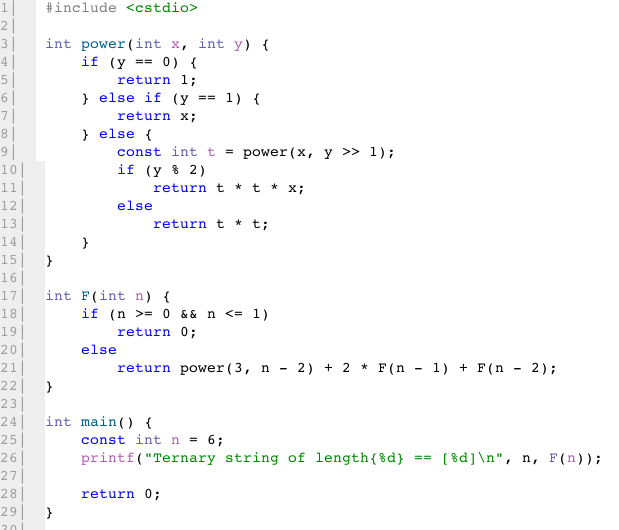 1| #include <cstdio>
2|
3| int power(int x, int y) {
4|     if (y == 0) {
5|         return 1;
6|     } else if (y == 1) {
7|         return x;
8|     } else {
9|         const int t = power(x, y >> 1);
10|         if (y % 2)
11|             return t * t * x;
12|         else
13|             return t * t;
14|     }
15| }
16|
17| int F(int n) {
18|     if (n >= 0 && n <= 1)
19|         return 0;
20|     else
21|         return power(3, n - 2) + 2 * F(n - 1) + F(n - 2);
22| }
23|
24| int main() {
25|     const int n = 6;
26|     printf("Ternary string of length{%d} == [%d]\n", n, F(n));
27|
28|     return 0;
29| }
30|